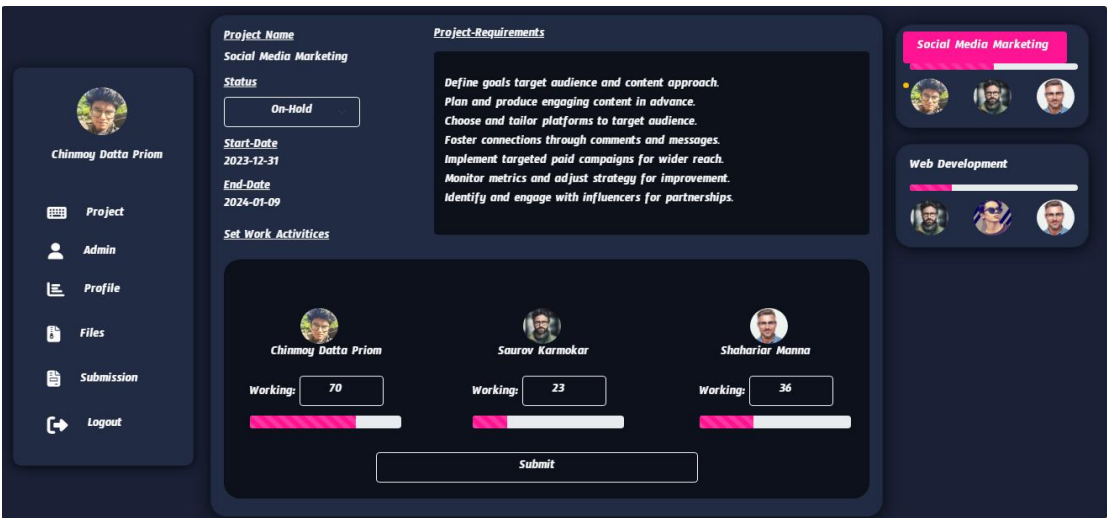 Chinmoy Datta Priom
Project
Admin
Profile
Files
Submission
Logout
Project Name
Social Media Marketing
Status
On-Hold
Start-Date
2023-12-31
End-Date
2024-01-09
Set Work Activitices
Project-Requirements
Define goals target audience and content approach.
Plan and produce engaging content in advance.
Choose and tailor platforms to target audience.
Foster connections through comments and messages.
Implement targeted paid campaigns for wider reach.
Monitor metrics and adjust strategy for improvement.
Identify and engage with influencers for partnerships.
Chinmoy Datta Priom
Working: 70
Saurov Karmokar
Working: 23
Shahariar Manna
Working: 36
Submit
Social Media Marketing
Web Development